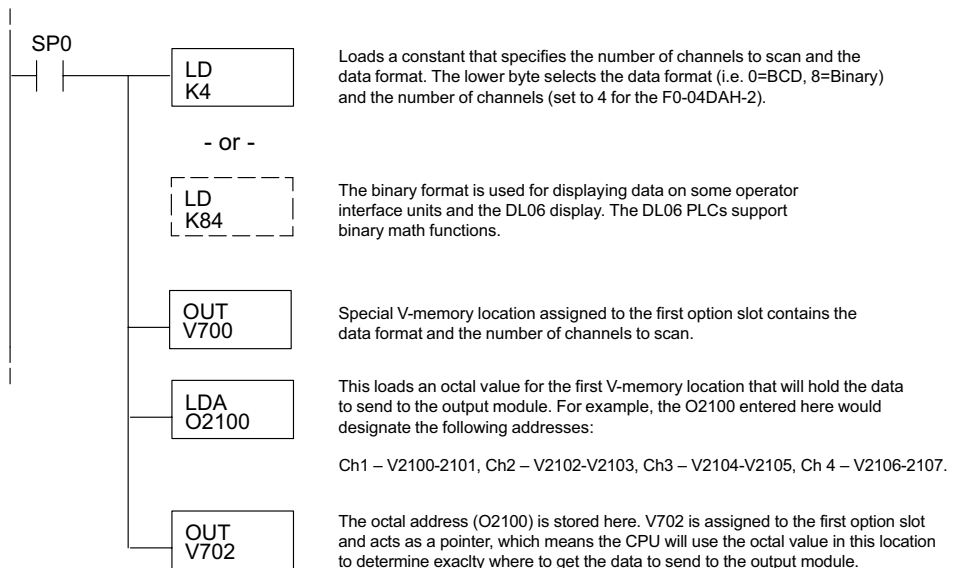 SP0
LD
K4
Loads a constant that specifies the number of channels to scan and the
data format. The lower byte selects the data format (i.e. 0=BCD, 8=Binary)
and the number of channels (set to 4 for the F0-04DAH-2).
- or -
LD
K84
The binary format is used for displaying data on some operator
interface units and the DL06 display. The DL06 PLCs support
binary math functions.
OUT
V700
Special V-memory location assigned to the first option slot contains the
data format and the number of channels to scan.
LDA
O2100
This loads an octal value for the first V-memory location that will hold the data
to send to the output module. For example, the O2100 entered here would
designate the following addresses:
Ch1 – V2100-2101, Ch2 – V2102-V2103, Ch3 – V2104-V2105, Ch 4 – V2106-2107.
OUT
V702
The octal address (O2100) is stored here. V702 is assigned to the first option slot
and acts as a pointer, which means the CPU will use the octal value in this location
to determine exaclty where to get the data to send to the output module.